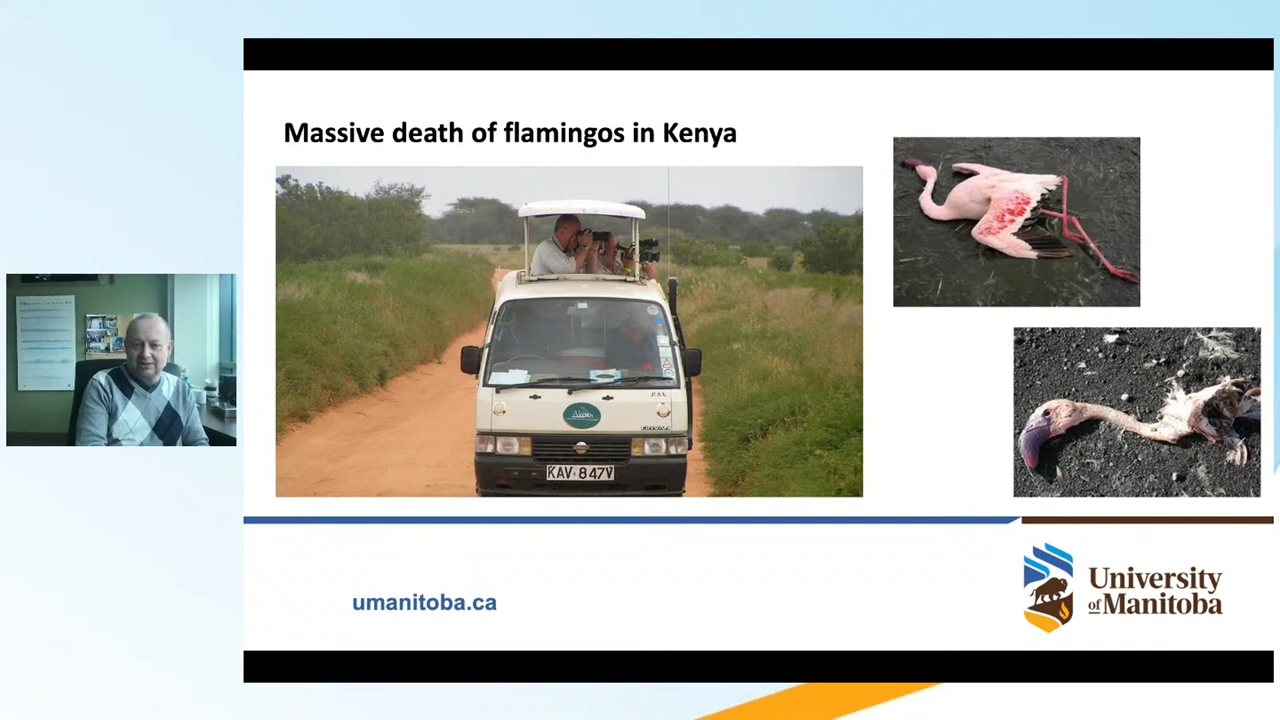 Massive death of flamingos in Kenya
KAV 847V
umanitoba.ca
University
of Manitoba